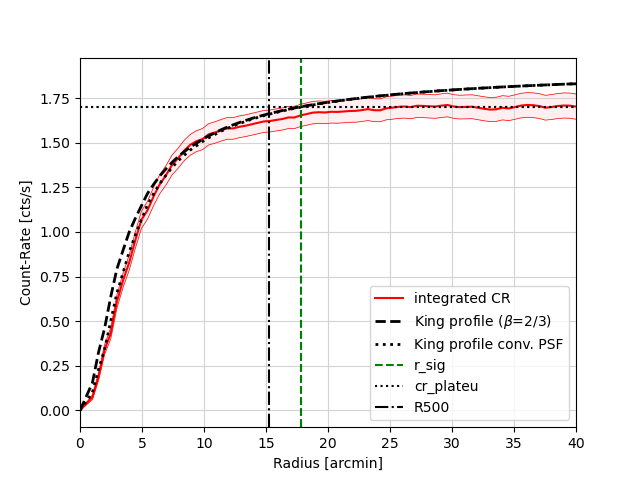 1.75
1.50
1.25
1.00
0.75
0.50
0.25
0.00
Count-Rate [cts/s]
integrated CR
King profile (β=2/3)
King profile conv. PSF
r_sig
cr_plateu
R500
0 5 10 15 20 25 30 35 40
Radius [arcmin]